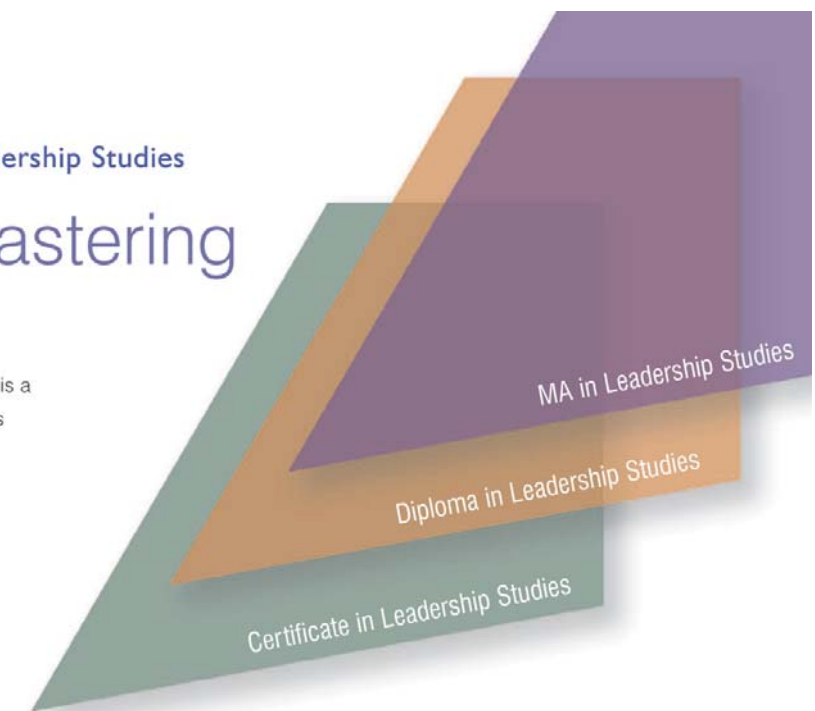 ership Studies
astering
is a
s
MA in Leadership Studies
Diploma in Leadership Studies
Certificate in Leadership Studies